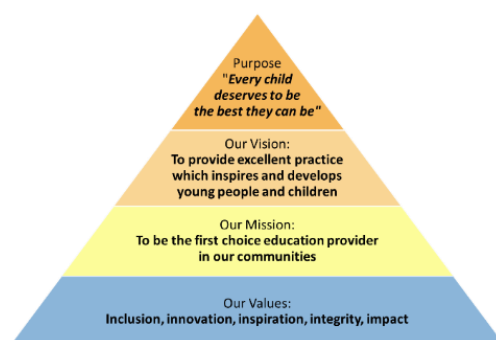 Purpose
"Every child
deserves to be
the best they can be"
Our Vision:
To provide excellent practice
which inspires and develops
young people and children
Our Mission:
To be the first choice education provider
in our communities
Our Values:
Inclusion, innovation, inspiration, integrity, impact